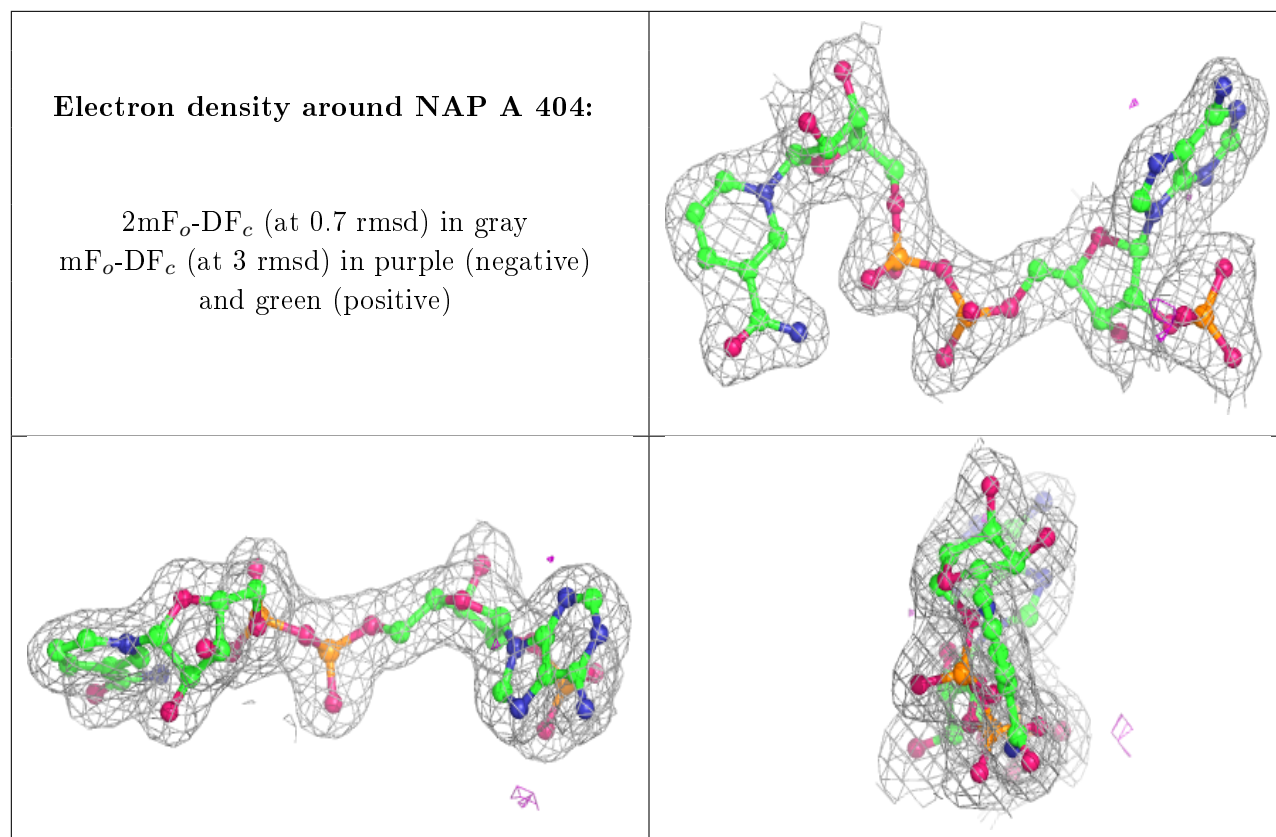 Electron density around NAP A 404:
2mFo-DFc (at 0.7 rmsd) in gray
mFo-DFc (at 3 rmsd) in purple (negative)
and green (positive)